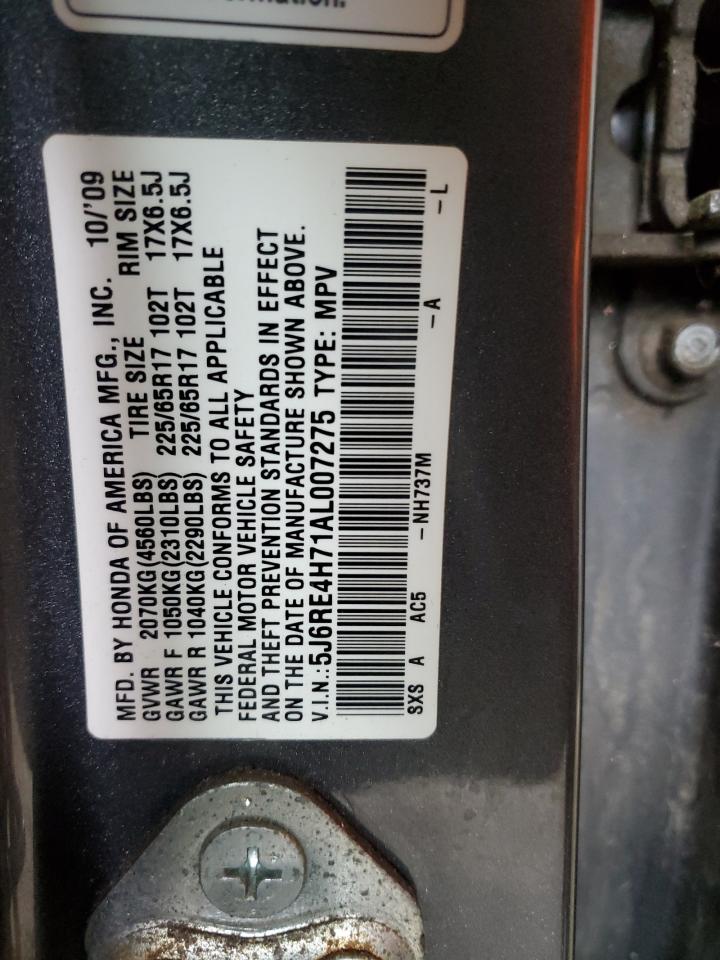 rmation.
MFD. BY HONDA OF AMERICA MFG., INC. 10/'09
GVWR 2070KG(4560LBS) TIRE SIZE RIM SIZE
GAWR F 1050KG(2310LBS) 225/65R17 102T 17X6.5J
GAWR R 1040KG(2290LBS) 225/65R17 102T 17X6.5J
THIS VEHICLE CONFORMS TO ALL APPLICABLE
FEDERAL MOTOR VEHICLE SAFETY
AND THEFT PREVENTION STANDARDS IN EFFECT
ON THE DATE OF MANUFACTURE SHOWN ABOVE.
V.I.N.:5J6RE4H71AL007275 TYPE: MPV
SXS A AC5 -NH737M -A -L